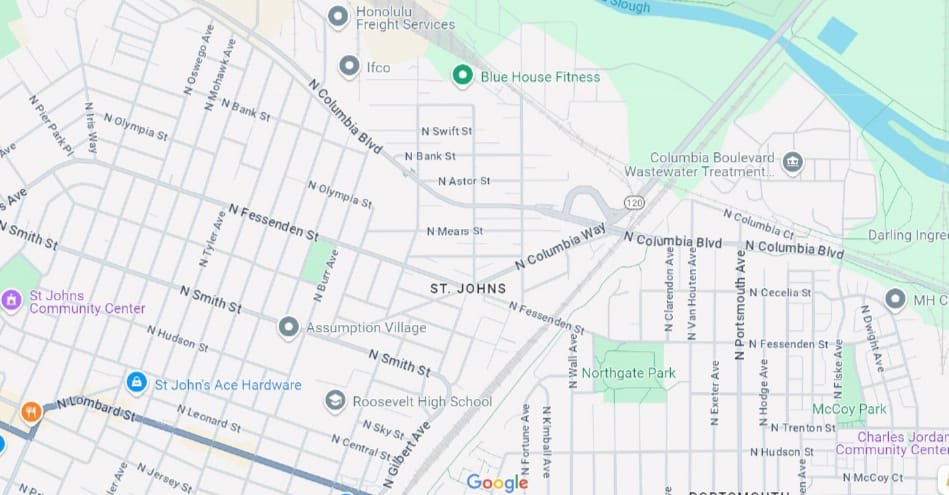 Honolulu
Freight Services
Slough
N Oswego Ave
N Mohawk Ave
Ifco
Blue House Fitness
N Pier Park Pl
N Iris Way
N Bank St
N Columbia Blvd
N Olympia St
N Swift St
N Bank St
Columbia Boulevard
Wastewater Treatment...
N Astor St
N Olympia St
120
N Fessenden St
N Columbia Ct
N Smith St
N Tyler Ave
N Mears St
N Columbia Way
N Columbia Blvd
N Columbia Blvd
Darling Ingre
N Burr Ave
ST. JOHNS
N Clarendon Ave
N Van Houten Ave
N Portsmouth Ave
N Cecelia St
MH C
St Johns
Community Center
N Smith St
N Fessenden St
N Dwight Ave
Assumption Village
N Hudson St
N Wall Ave
N Fessenden St
N Smith St
Northgate Park
N Exeter Ave
N Hodge Ave
N Fiske Ave
St John's Ace Hardware
Roosevelt High School
McCoy Park
N Lombard St
N Leonard St
N Sky St
N Gilbert Ave
N Fortune Ave
N Kimball Ave
N Trenton St
Charles Jordan
Community Center
N Central St
N Hudson St
N Jersey St
Google
N McCoy Ct
PORTSMOUTH